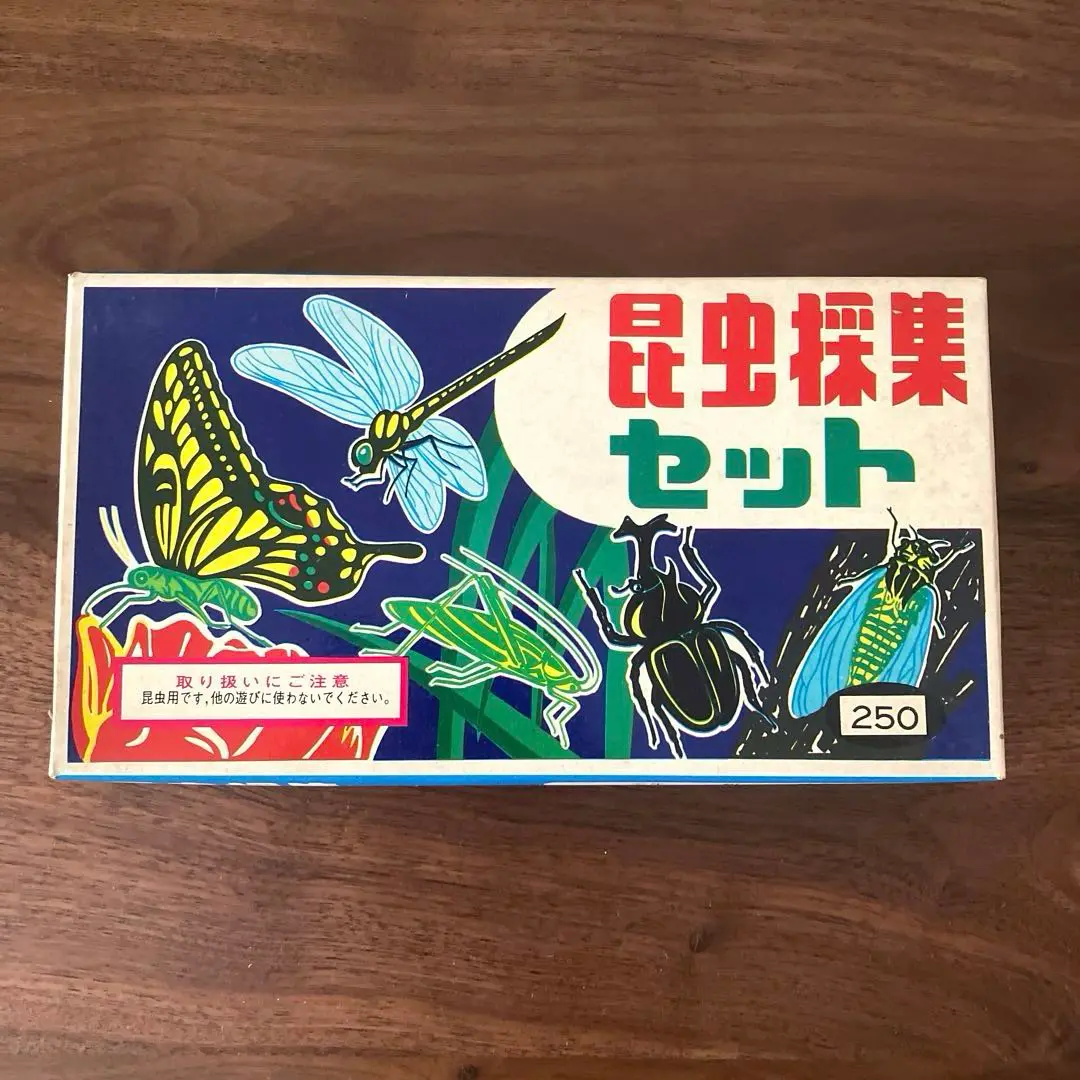 昆虫採集
セット
取り扱いにご注意
昆虫用です,他の遊びに使わないでください。
250